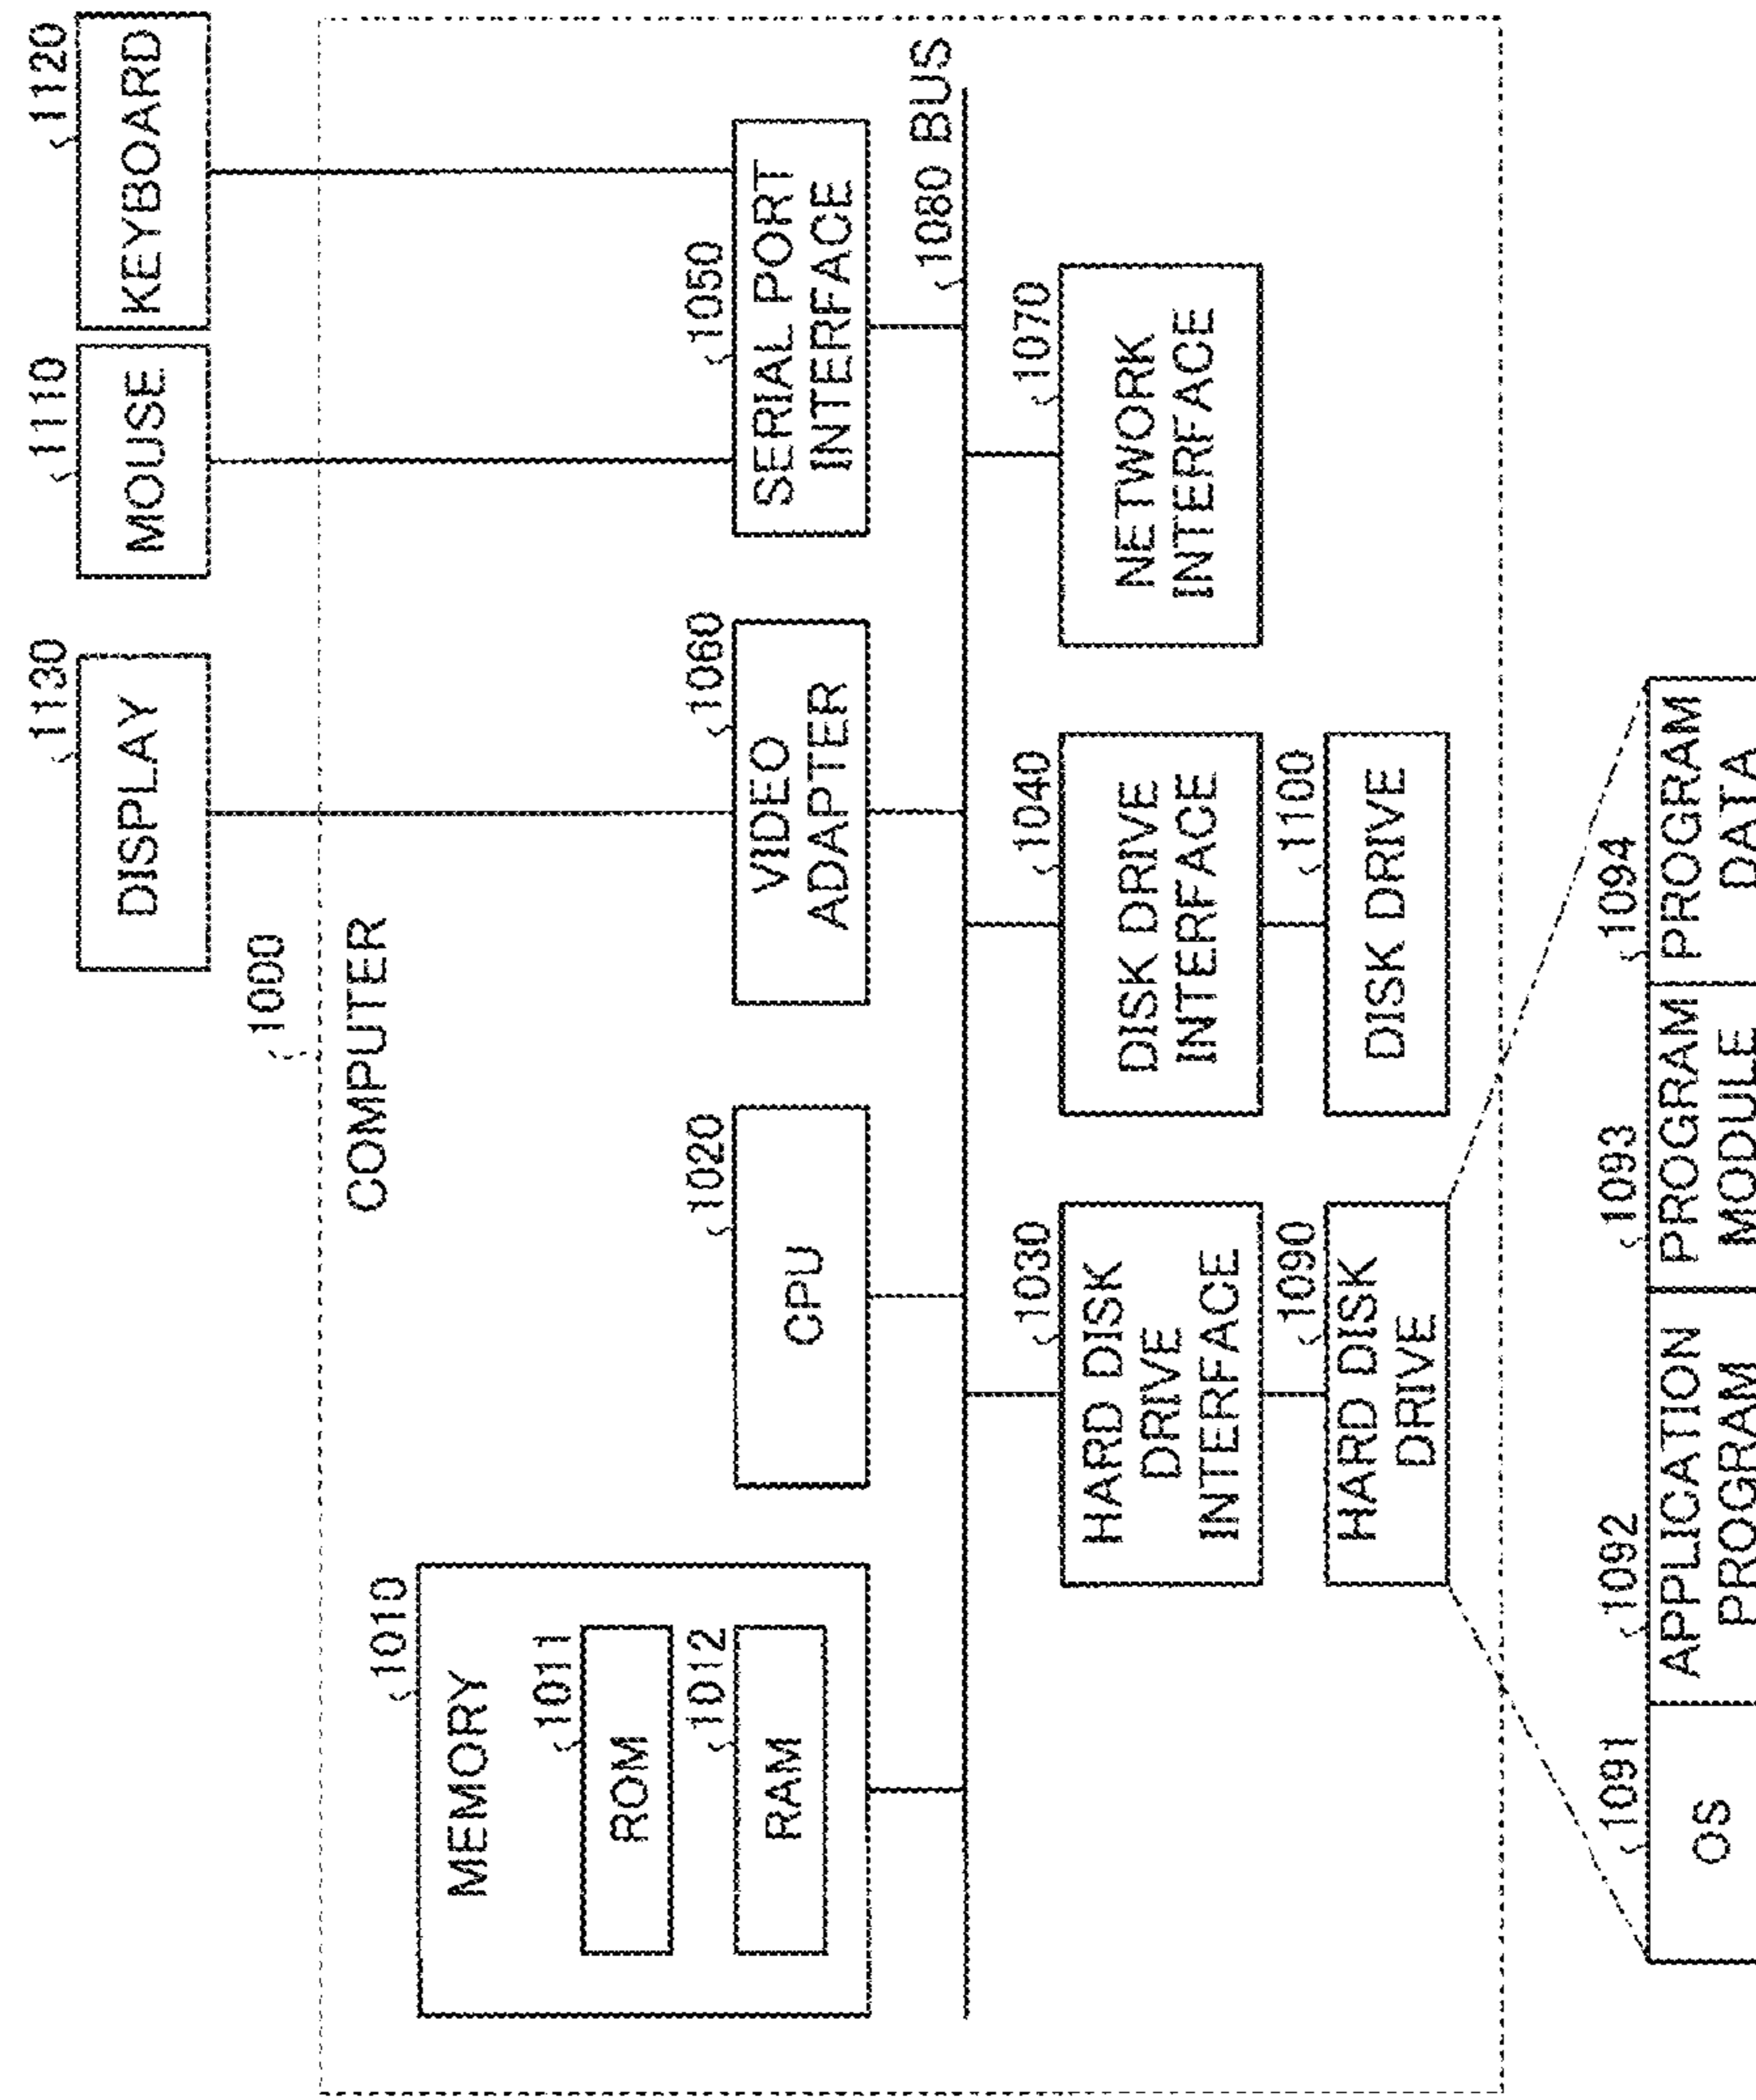 1130
DISPLAY
1110
MOUSE
1120
KEYBOARD
1000
COMPUTER
1010
MEMORY
1011
ROM
1012
RAM
1020
CPU
1060
VIDEO
ADAPTER
1050
SERIAL PORT
INTERFACE
1080 BUS
1030
HARD DISK
DRIVE
INTERFACE
1040
DISK DRIVE
INTERFACE
1070
NETWORK
INTERFACE
1090
HARD DISK
DRIVE
1100
DISK DRIVE
1091
OS
1092
APPLICATION
PROGRAM
1093
PROGRAM
MODULE
1094
PROGRAM
DATA